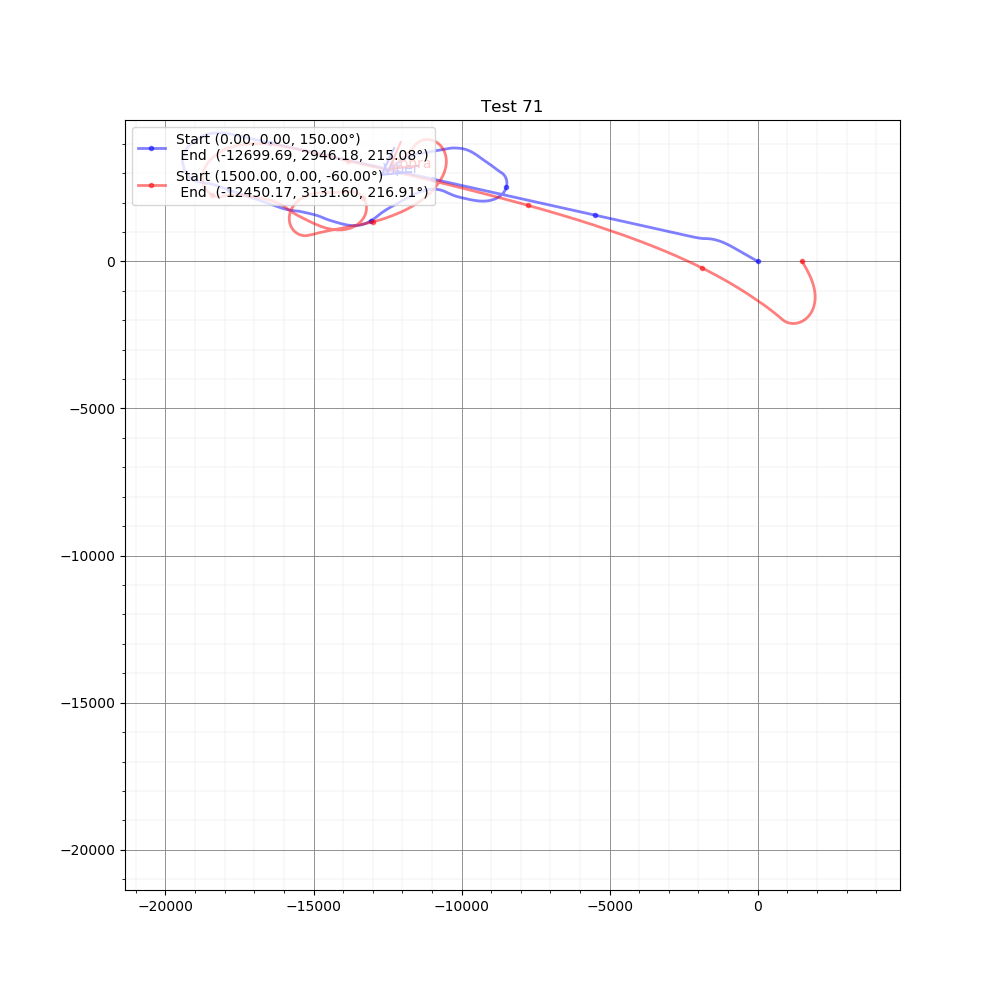 Test 71
Start (0.00, 0.00, 150.00°)
End (-12699.69, 2946.18, 215.08°)
Start (1500.00, 0.00, -60.00°)
End (-12450.17, 3131.60, 216.91°)
0
−5000
−10000
−15000
−20000
−20000 −15000 −10000 −5000 0